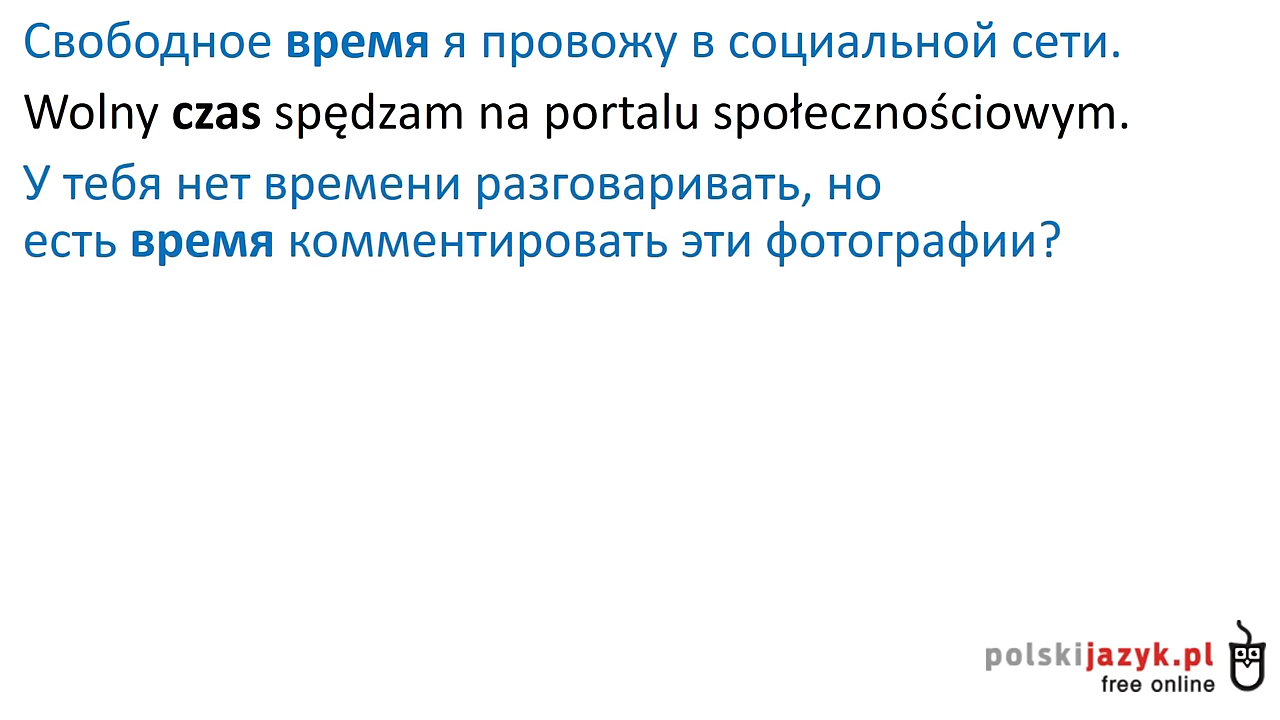 Свободное время я провожу в социальной сети.
Wolny czas spędzam na portalu społecznościowym.
У тебя нет времени разговаривать, но
есть время комментировать эти фотографии?
polskijazyk.pl
free online